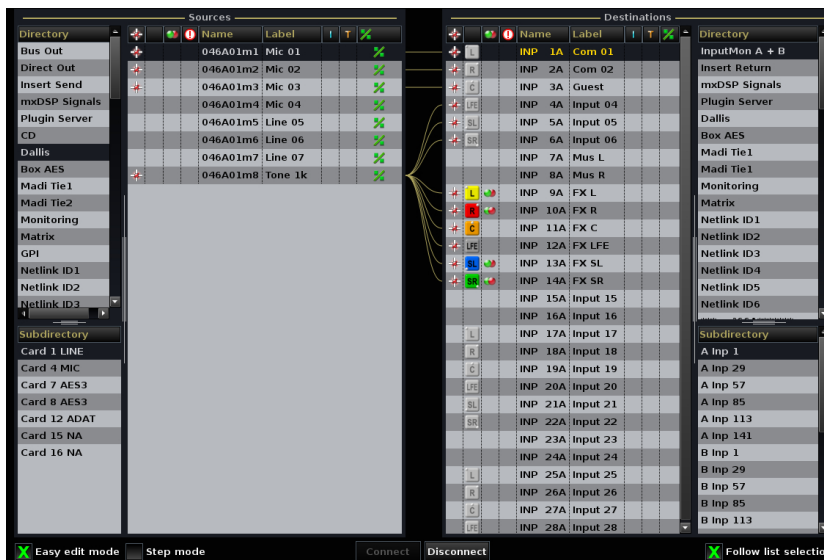 Sources
Destinations
Directory
Bus Out
Direct Out
Insert Send
mxDSP Signals
Plugin Server
CD
Dallis
Box AES
Madi Tie1
Madi Tie2
Monitoring
Matrix
GPI
Netlink ID1
Netlink ID2
Netlink ID3
Subdirectory
Card 1 LINE
Card 4 MIC
Card 7 AES3
Card 8 AES3
Card 12 ADAT
Card 15 NA
Card 16 NA
Name Label I T
046A01m1 Mic 01
046A01m2 Mic 02
046A01m3 Mic 03
046A01m4 Mic 04
046A01m5 Line 05
046A01m6 Line 06
046A01m7 Line 07
046A01m8 Tone 1k
Name Label I T
L INP 1A Com 01
R INP 2A Com 02
C INP 3A Guest
LFE INP 4A Input 04
SL INP 5A Input 05
SR INP 6A Input 06
INP 7A Mus L
INP 8A Mus R
L INP 9A FX L
R INP 10A FX R
C INP 11A FX C
LFE INP 12A FX LFE
SL INP 13A FX SL
SR INP 14A FX SR
INP 15A Input 15
INP 16A Input 16
L INP 17A Input 17
R INP 18A Input 18
C INP 19A Input 19
LFE INP 20A Input 20
SL INP 21A Input 21
SR INP 22A Input 22
INP 23A Input 23
INP 24A Input 24
L INP 25A Input 25
R INP 26A Input 26
C INP 27A Input 27
LFE INP 28A Input 28
Directory
InputMon A + B
Insert Return
mxDSP Signals
Plugin Server
Dallis
Box AES
Madi Tie1
Madi Tie1
Monitoring
Matrix
Netlink ID1
Netlink ID2
Netlink ID3
Netlink ID4
Netlink ID5
Netlink ID6
Subdirectory
A Inp 1
A Inp 29
A Inp 57
A Inp 85
A Inp 113
A Inp 141
B Inp 1
B Inp 29
B Inp 57
B Inp 85
B Inp 113
X Easy edit mode
Step mode
Connect
Disconnect
X Follow list selectio